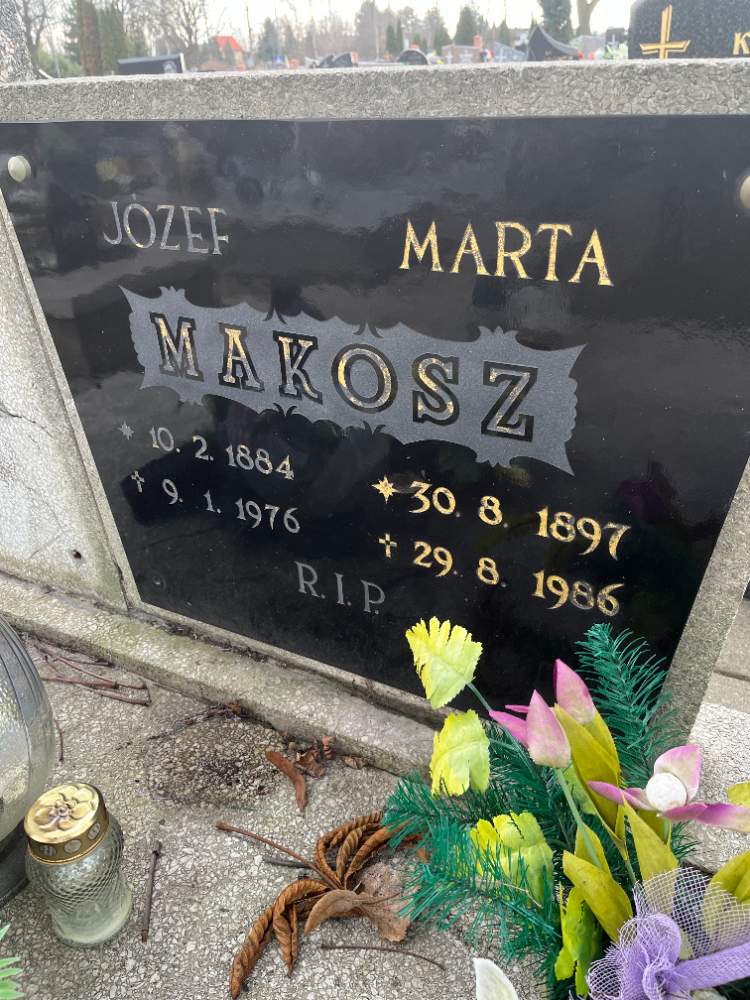 JÓZEF MARTA
MAKOSZ
* 10. 2. 1884 * 30. 8. 1897
† 9. 1. 1976 † 29. 8. 1986
R.I.P.
K